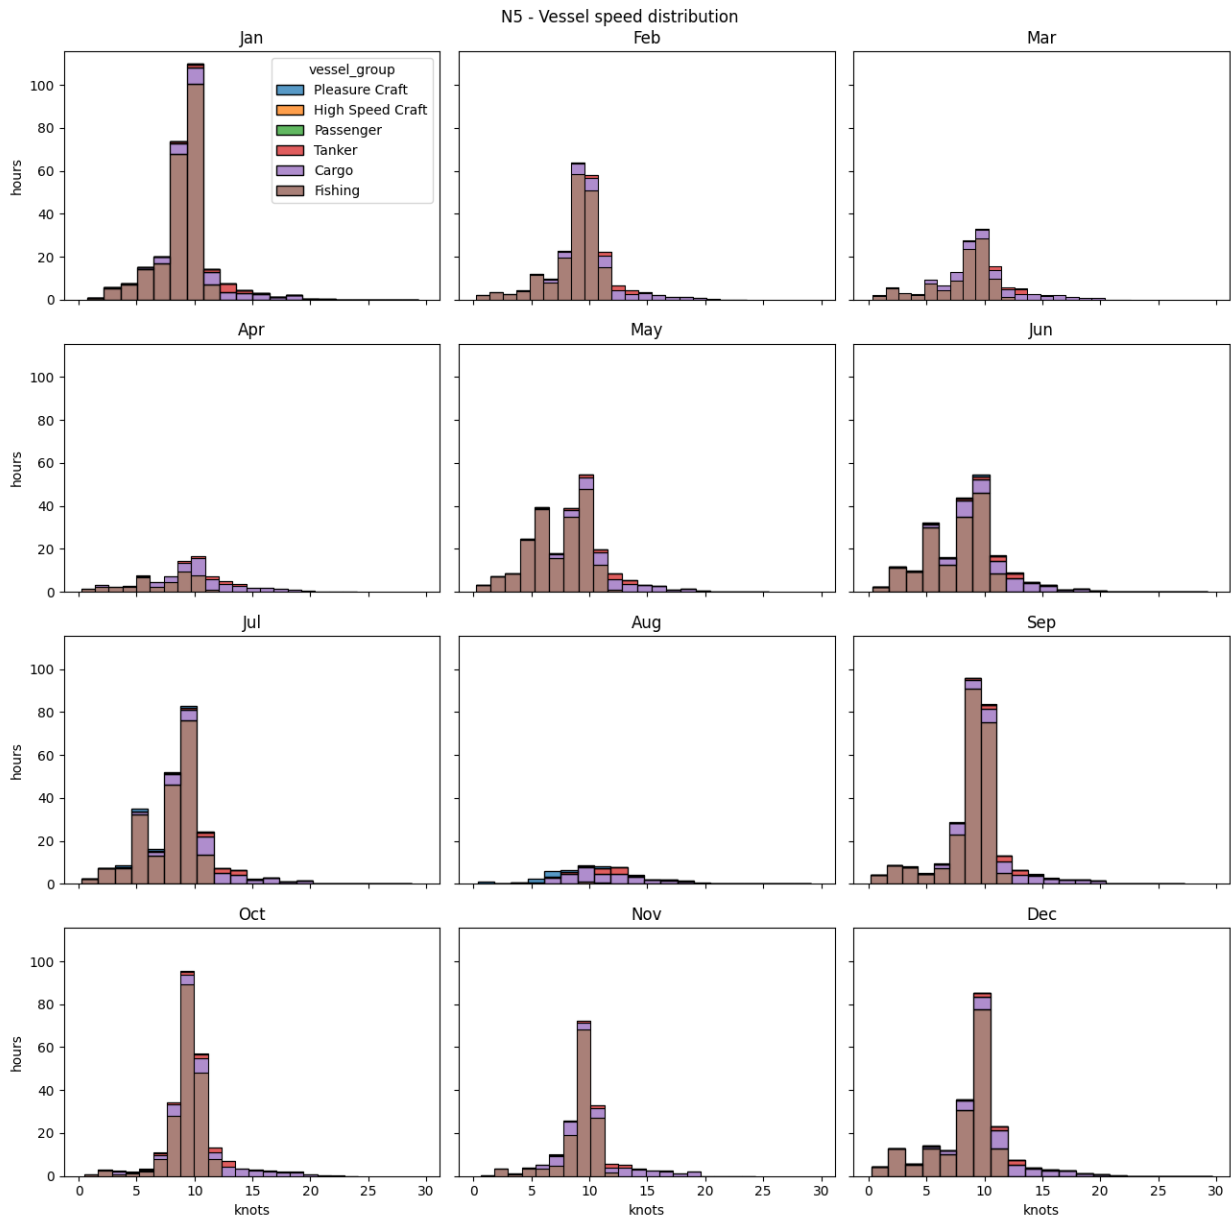 N5 - Vessel speed distribution
Jan
Feb
Mar
vessel_group
Pleasure Craft
High Speed Craft
Passenger
Tanker
Cargo
Fishing
100
80
60
40
20
0
hours
Apr
May
Jun
100
80
60
40
20
0
hours
Jul
Aug
Sep
100
80
60
40
20
0
hours
Oct
Nov
Dec
100
80
60
40
20
0
hours
0 5 10 15 20 25 30
0 5 10 15 20 25 30
0 5 10 15 20 25 30
knots
knots
knots